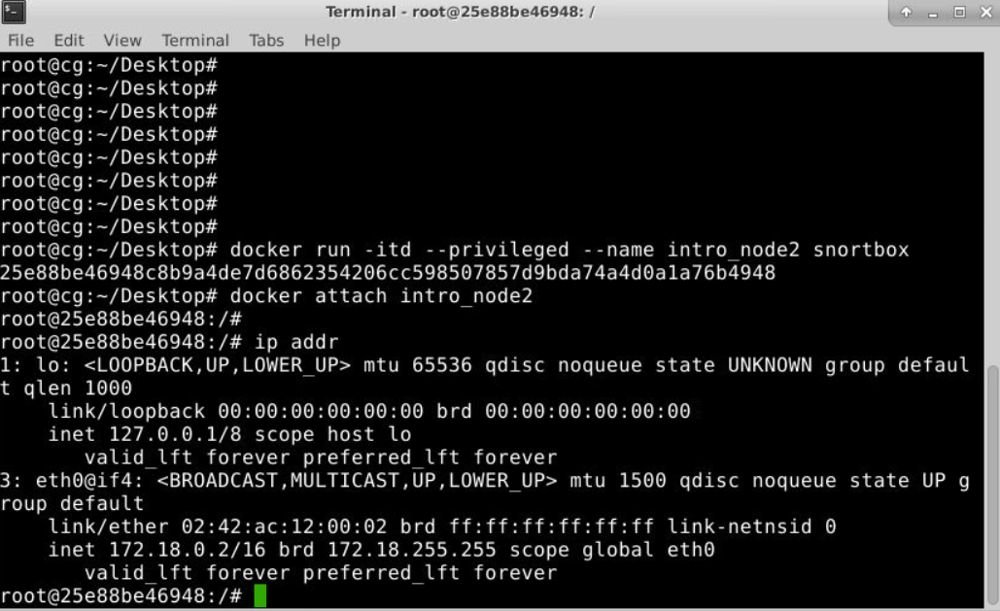 Terminal - root@25e88be46948: /
File Edit View Terminal Tabs Help
root@cg:~/Desktop#
root@cg:~/Desktop#
root@cg:~/Desktop#
root@cg:~/Desktop#
root@cg:~/Desktop#
root@cg:~/Desktop#
root@cg:~/Desktop#
root@cg:~/Desktop#
root@cg:~/Desktop# docker run -itd --privileged --name intro_node2 snortbox
25e88be46948c8b9a4de7d6862354206cc598507857d9bda74a4d0a1a76b4948
root@cg:~/Desktop# docker attach intro_node2
root@25e88be46948:/#
root@25e88be46948:/# ip addr
1: lo: <LOOPBACK,UP,LOWER_UP> mtu 65536 qdisc noqueue state UNKNOWN group defaul
t qlen 1000
    link/loopback 00:00:00:00:00:00 brd 00:00:00:00:00:00
    inet 127.0.0.1/8 scope host lo
       valid_lft forever preferred_lft forever
3: eth0@if4: <BROADCAST,MULTICAST,UP,LOWER_UP> mtu 1500 qdisc noqueue state UP g
roup default
    link/ether 02:42:ac:12:00:02 brd ff:ff:ff:ff:ff:ff link-netnsid 0
    inet 172.18.0.2/16 brd 172.18.255.255 scope global eth0
       valid_lft forever preferred_lft forever
root@25e88be46948:/#